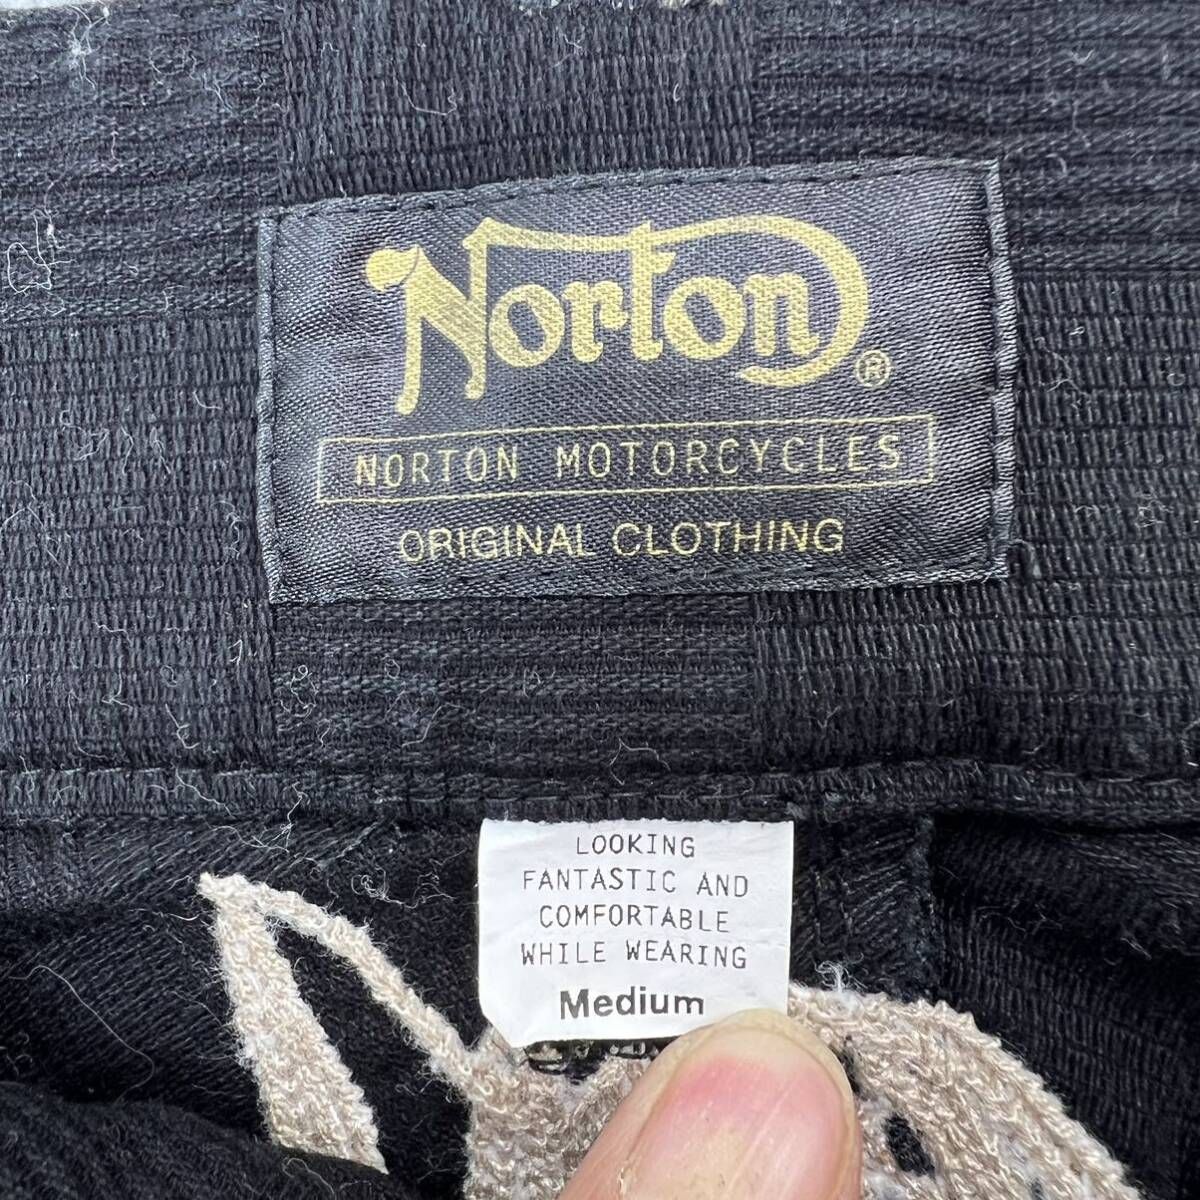 Norton®
NORTON MOTORCYCLES
ORIGINAL CLOTHING
LOOKING
FANTASTIC AND
COMFORTABLE
WHILE WEARING
Medium